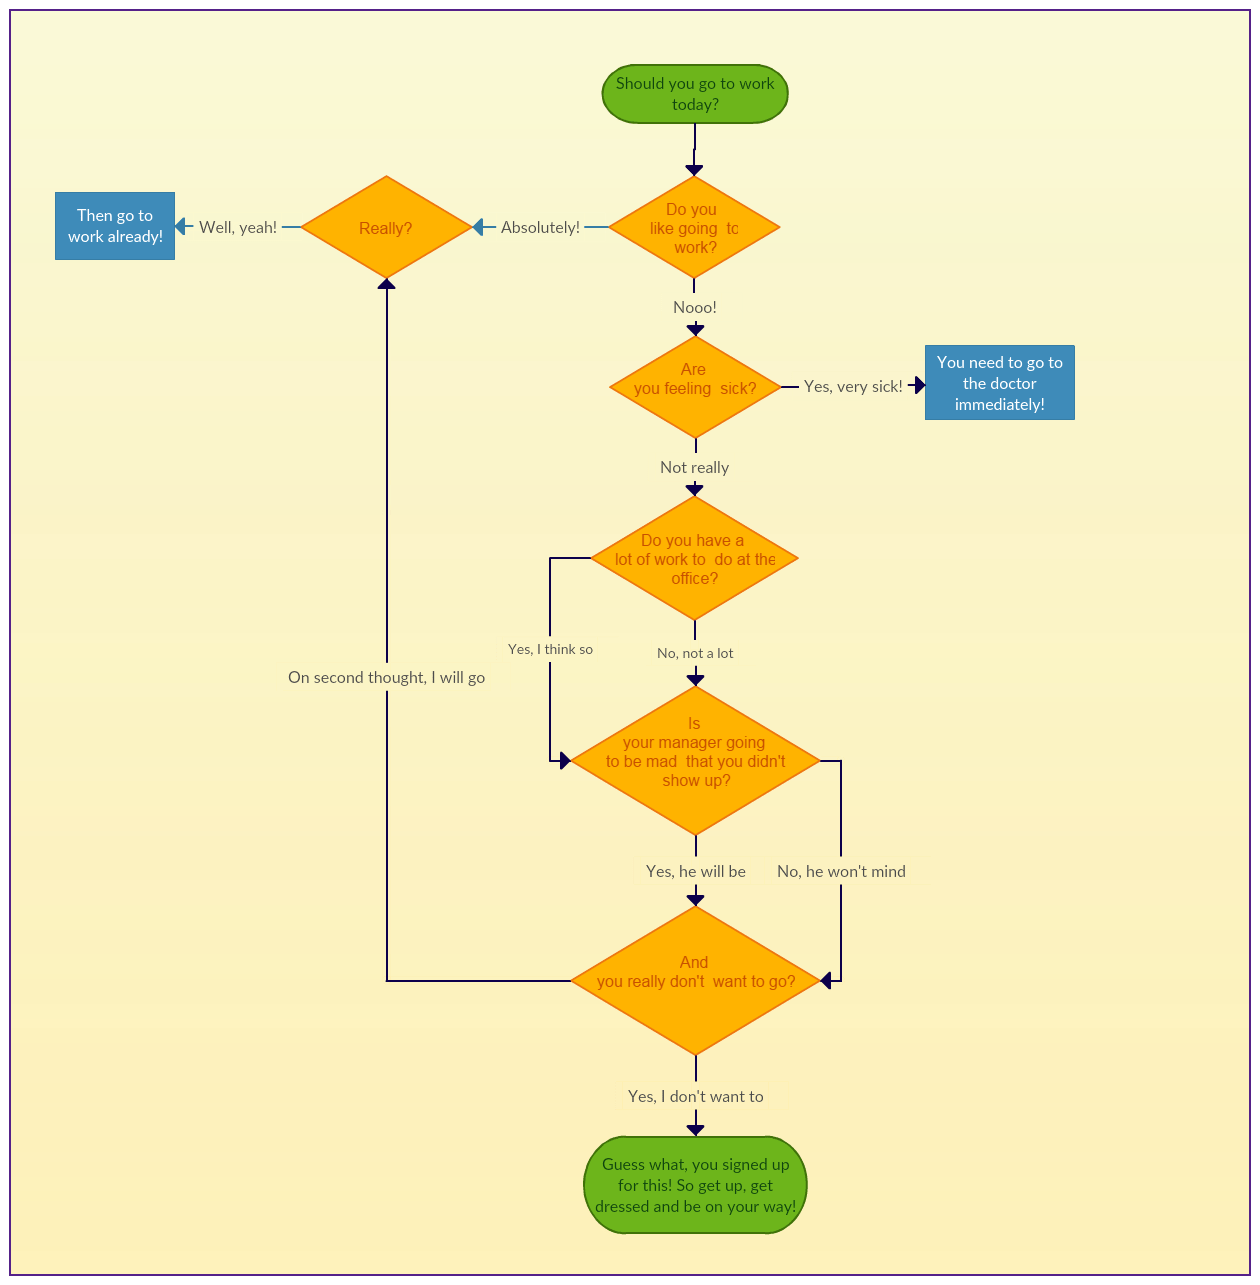 Should you go to work
today?
Do you
like going  to
work?
Absolutely!
Really?
Well, yeah!
Then go to
work already!
Nooo!
Are
you feeling  sick?
Yes, very sick!
You need to go to
the doctor
immediately!
Not really
Do you have a
lot of work to  do at the
office?
Yes, I think so
No, not a lot
On second thought, I will go
Is
your manager going
to be mad  that you didn't
show up?
Yes, he will be
No, he won't mind
And
you really don't  want to go?
Yes, I don't want to
Guess what, you signed up
for this! So get up, get
dressed and be on your way!